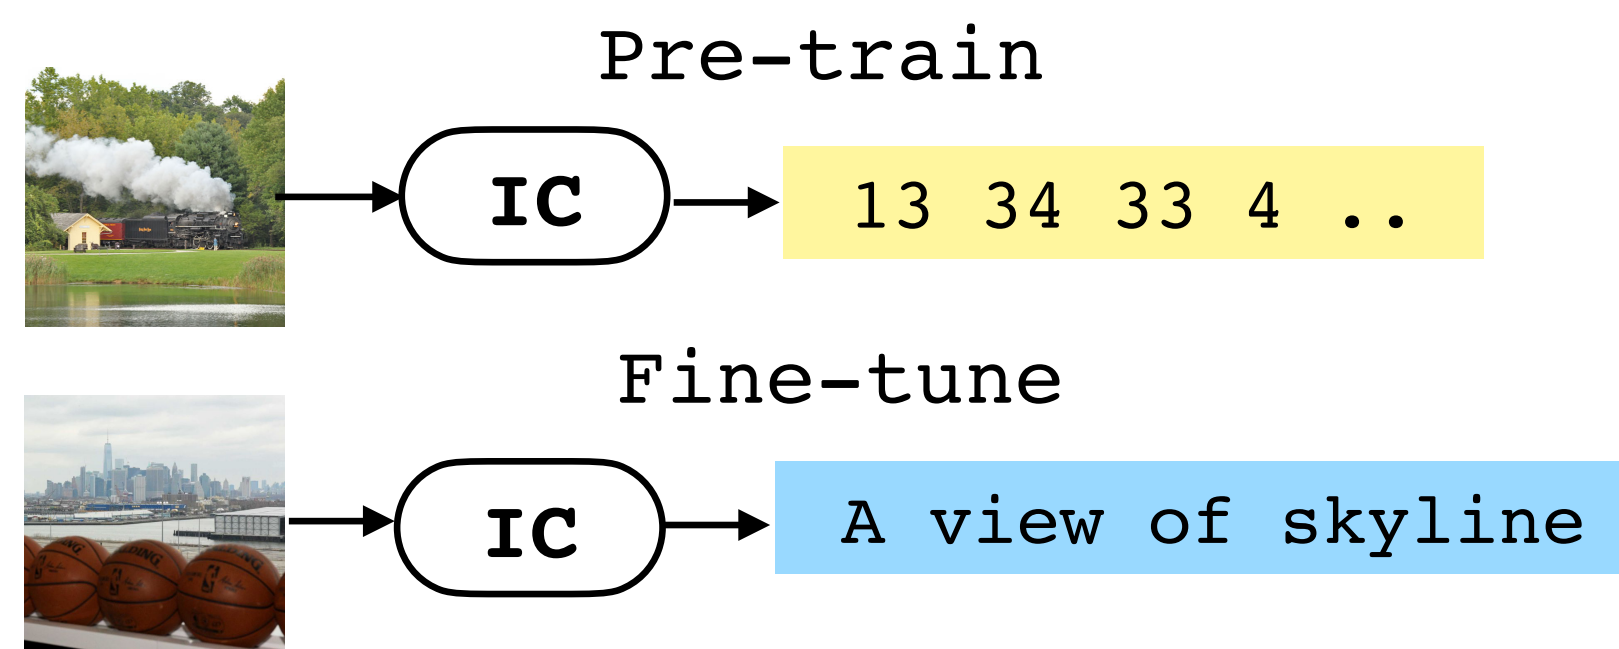 Pre-train
IC
13 34 33 4 ..
Fine-tune
IC
A view of skyline